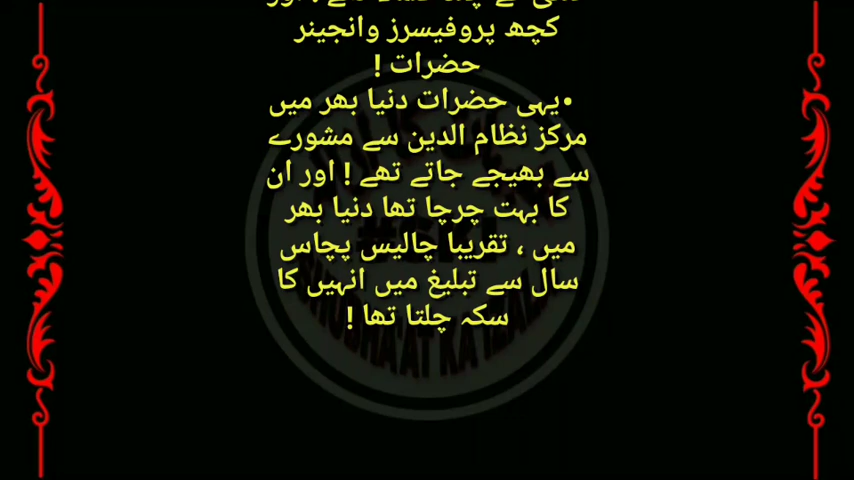 کچھ پروفیسرز وانجینر
حضرات !
•یہی حضرات دنیا بھر میں
مرکز نظام الدین سے مشورے
سے بھیجے جاتے تھے ! اور ان
کا بہت چرچا تھا دنیا بھر
میں ، تقریبا چالیس پچاس
سال سے تبلیغ میں انہیں کا
سکہ چلتا تھا !